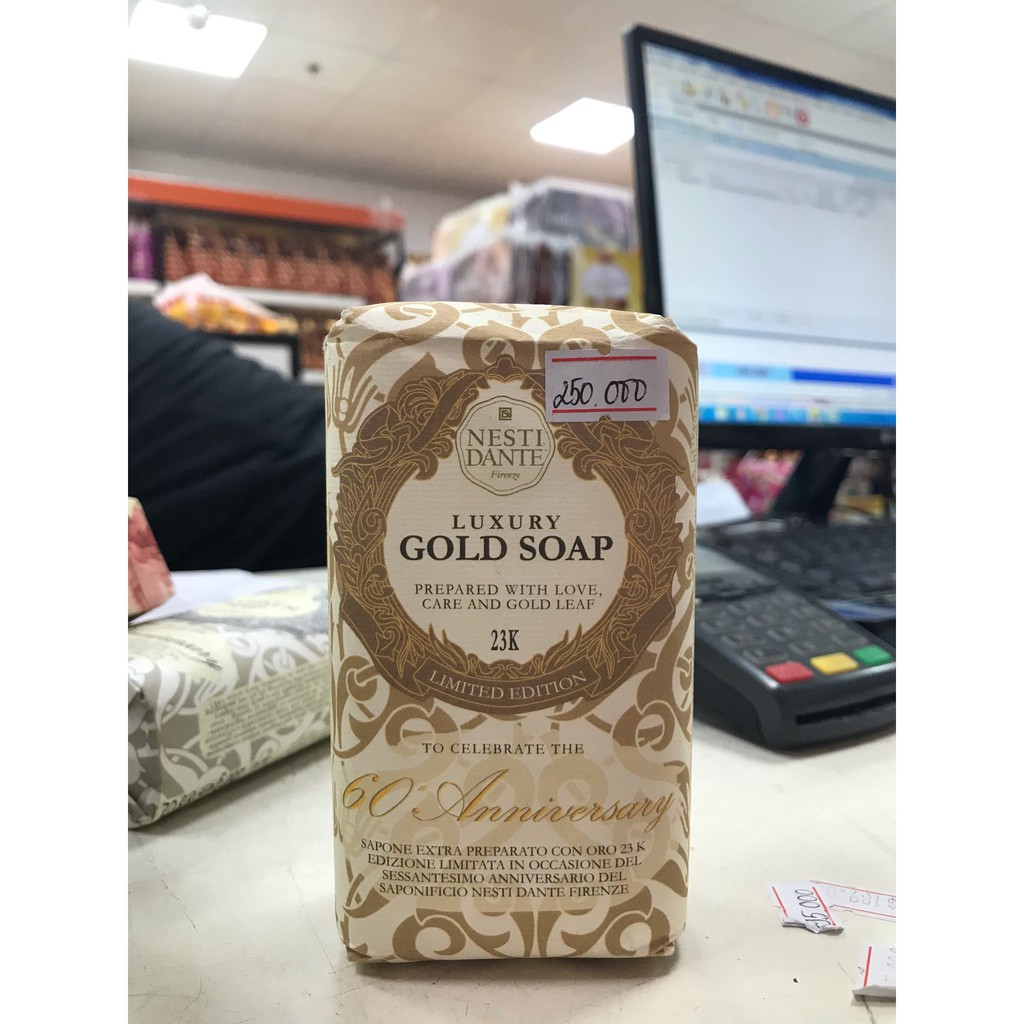 250.000
NESTI
DANTE
Firenze
LUXURY
GOLD SOAP
PREPARED WITH LOVE,
CARE AND GOLD LEAF
23K
LIMITED EDITION
TO CELEBRATE THE
60° Anniversary
SAPONE EXTRA PREPARATO CON ORO 23 K
EDIZIONE LIMITATA IN OCCASIONE DEL
SESSANTESIMO ANNIVERSARIO DEL
SAPONIFICIO NESTI DANTE FIRENZE